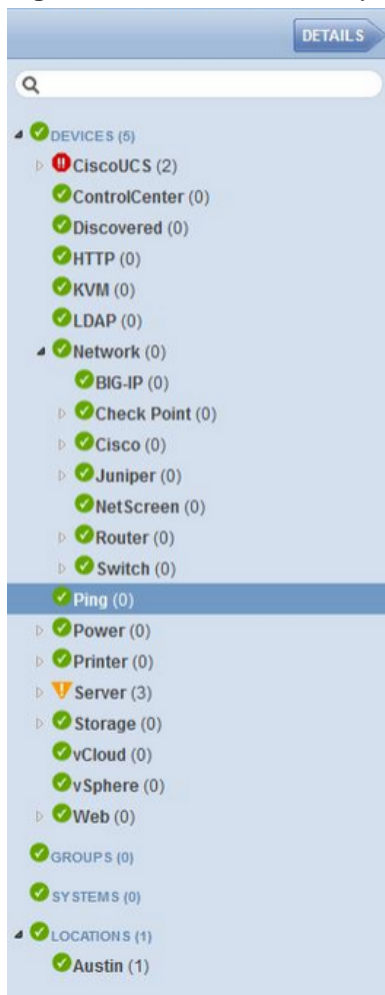 DETAILS
DEVICES (5)
CiscoUCS (2)
ControlCenter (0)
Discovered (0)
HTTP (0)
KVM (0)
LDAP (0)
Network (0)
BIG-IP (0)
Check Point (0)
Cisco (0)
Juniper (0)
NetScreen (0)
Router (0)
Switch (0)
Ping (0)
Power (0)
Printer (0)
Server (3)
Storage (0)
vCloud (0)
vSphere (0)
Web (0)
GROUPS (0)
SYSTEMS (0)
LOCATIONS (1)
Austin (1)